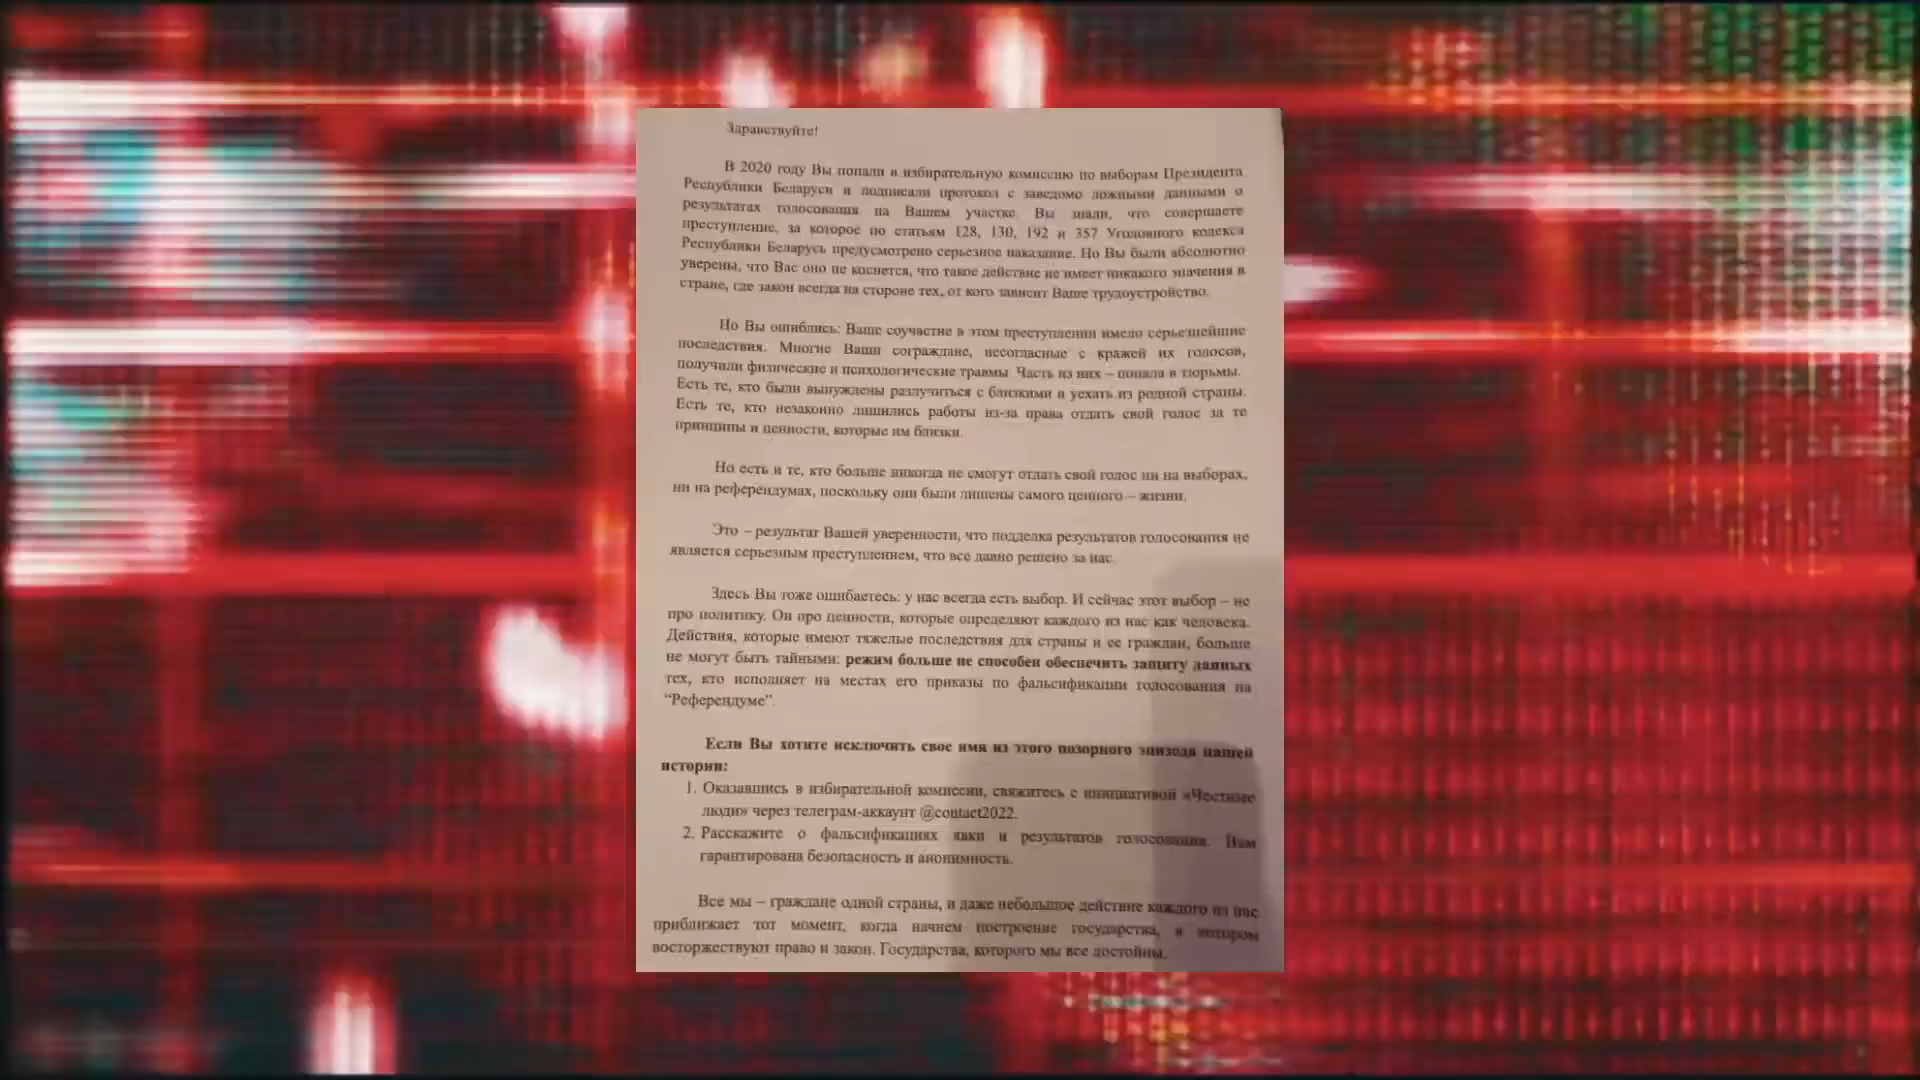 Здравствуйте!
В 2020 году Вы попали в избирательную комиссию по выборам Президента
Республики Беларуси и подписали протокол с заведомо ложными данными о
результатах голосования на Вашем участке. Вы знали, что совершаете
преступление, за которое по статьям 128, 130, 192 и 357 Уголовного кодекса
Республики Беларусь предусмотрено серьезное наказание. Но Вы были абсолютно
уверены, что Вас оно не коснется, что такое действие не имеет никакого значения в
стране, где закон всегда на стороне тех, от кого зависит Ваше трудоустройство.
Но Вы ошиблись: Ваше соучастие в этом преступлении имело серьезнейшие
последствия. Многие Ваши сограждане, несогласные с кражей их голосов,
получили физические и психологические травмы. Часть из них – попала в тюрьмы.
Есть те, кто были вынуждены разлучиться с близкими и уехать из родной страны.
Есть те, кто незаконно лишились работы из-за права отдать свой голос за те
принципы и ценности, которые им близки.
Но есть и те, кто больше никогда не смогут отдать свой голос ни на выборах,
ни на референдумах, поскольку они были лишены самого ценного – жизни.
Это – результат Вашей уверенности, что подделка результатов голосования не
является серьезным преступлением, что все давно решено за нас.
Здесь Вы тоже ошибаетесь: у нас всегда есть выбор. И сейчас этот выбор – не
про политику. Он про ценности, которые определяют каждого из нас как человека.
Действия, которые имеют тяжелые последствия для страны и ее граждан, больше
не могут быть тайными: режим больше не способен обеспечить защиту данных
тех, кто исполняет на местах его приказы по фальсификации голосования на
“Референдуме”.
Если Вы хотите исключить свое имя из этого позорного эпизода нашей
истории:
1. Оказавшись в избирательной комиссии, свяжитесь с инициативой «Честные
люди» через телеграм-аккаунт @contact2022.
2. Расскажите о фальсификациях явки и результатов голосования. Вам
гарантирована безопасность и анонимность.
Все мы – граждане одной страны, и даже небольшое действие каждого из нас
приближает тот момент, когда начнем построение государства, в котором
восторжествуют право и закон. Государства, которого мы все достойны.